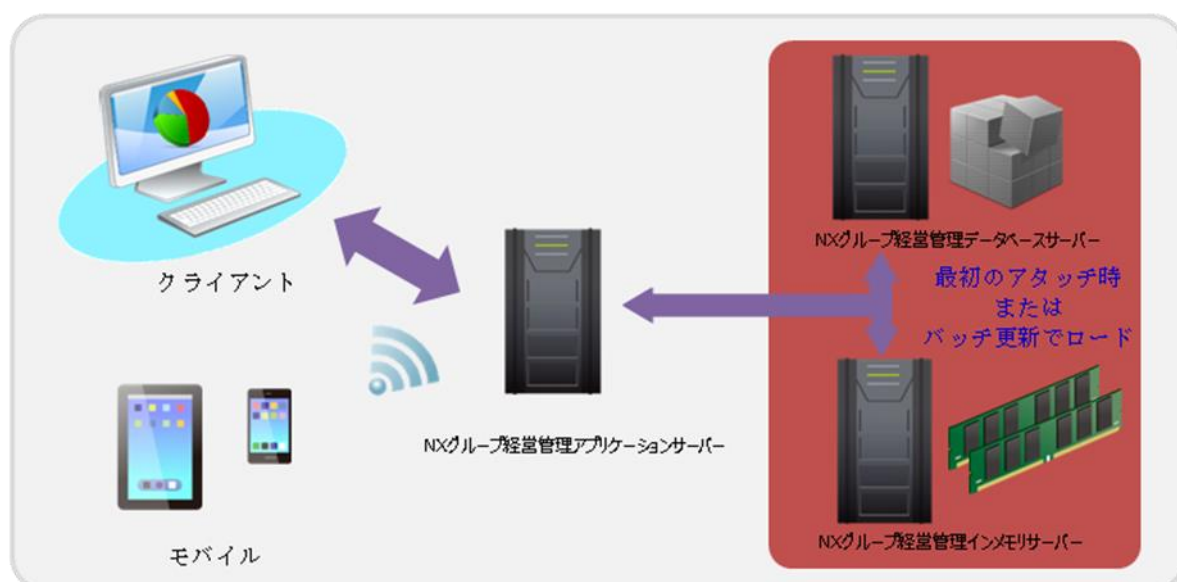 NXグループ経営管理データベースサーバー
最初のアタッチ時
または
バッチ更新でロード
クライアント
NXグループ経営管理アプリケーションサーバー
NXグループ経営管理インメモリサーバー
モバイル